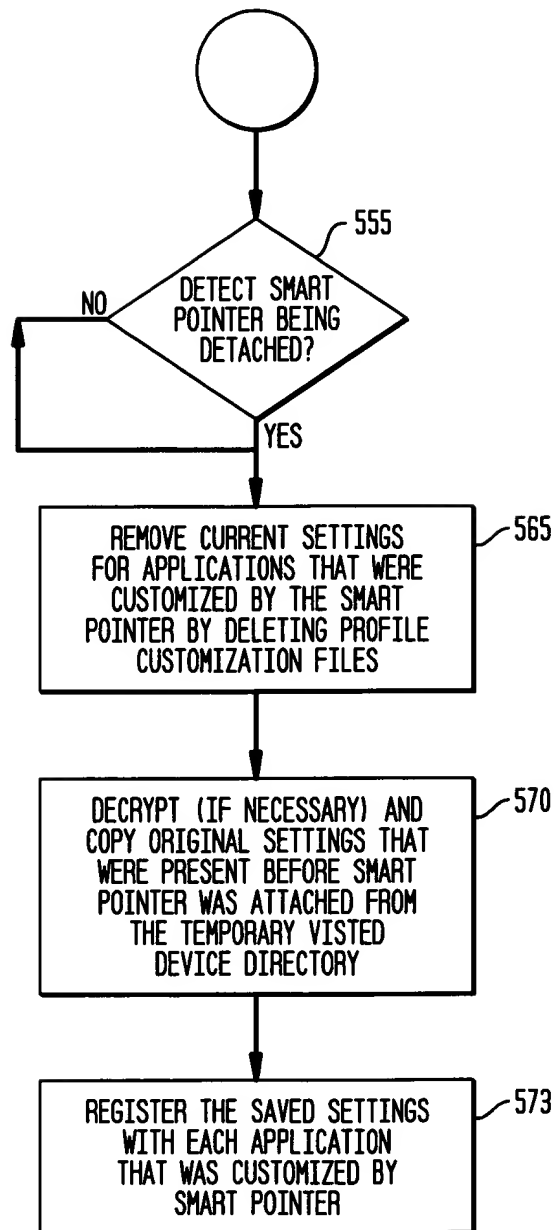 555
DETECT SMART
POINTER BEING
DETACHED?
NO
YES
565
REMOVE CURRENT SETTINGS
FOR APPLICATIONS THAT WERE
CUSTOMIZED BY THE SMART
POINTER BY DELETING PROFILE
CUSTOMIZATION FILES
570
DECRYPT (IF NECESSARY) AND
COPY ORIGINAL SETTINGS THAT
WERE PRESENT BEFORE SMART
POINTER WAS ATTACHED FROM
THE TEMPORARY VISTED
DEVICE DIRECTORY
573
REGISTER THE SAVED SETTINGS
WITH EACH APPLICATION
THAT WAS CUSTOMIZED BY
SMART POINTER